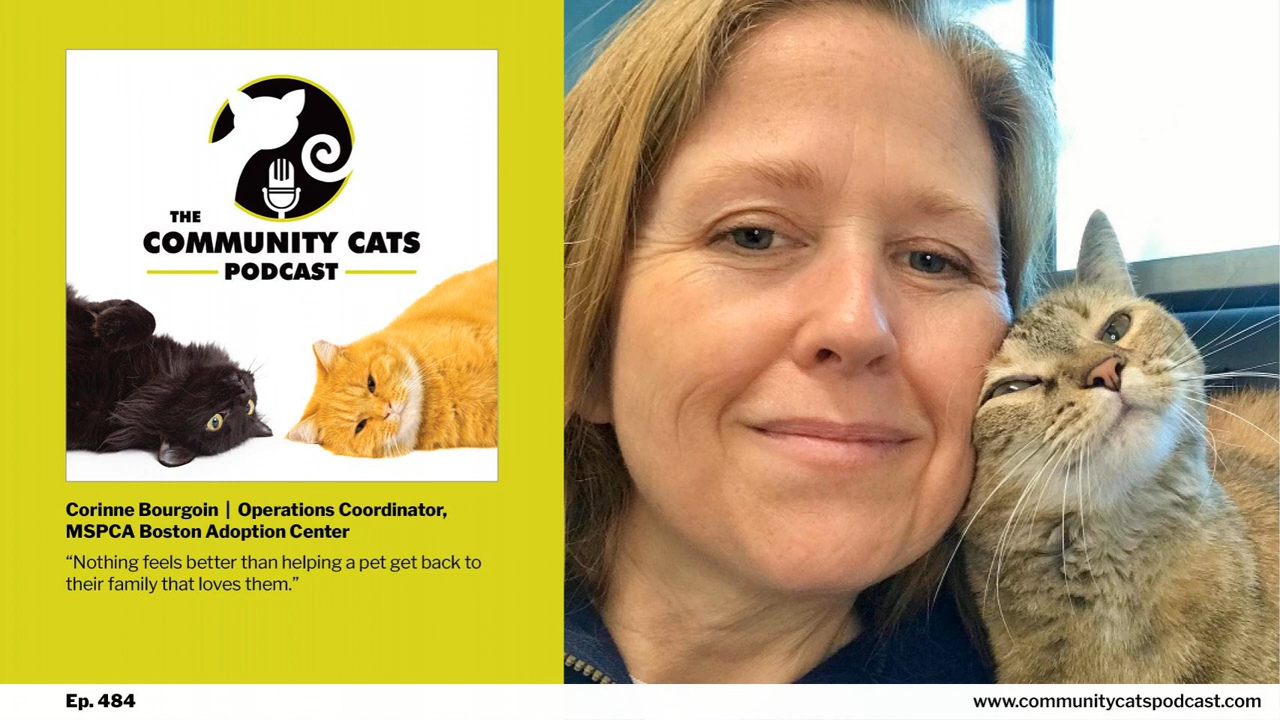 THE
COMMUNITY CATS
PODCAST
Corinne Bourgoin | Operations Coordinator,
MSPCA Boston Adoption Center
“Nothing feels better than helping a pet get back to
their family that loves them.”
Ep. 484
www.communitycatspodcast.com